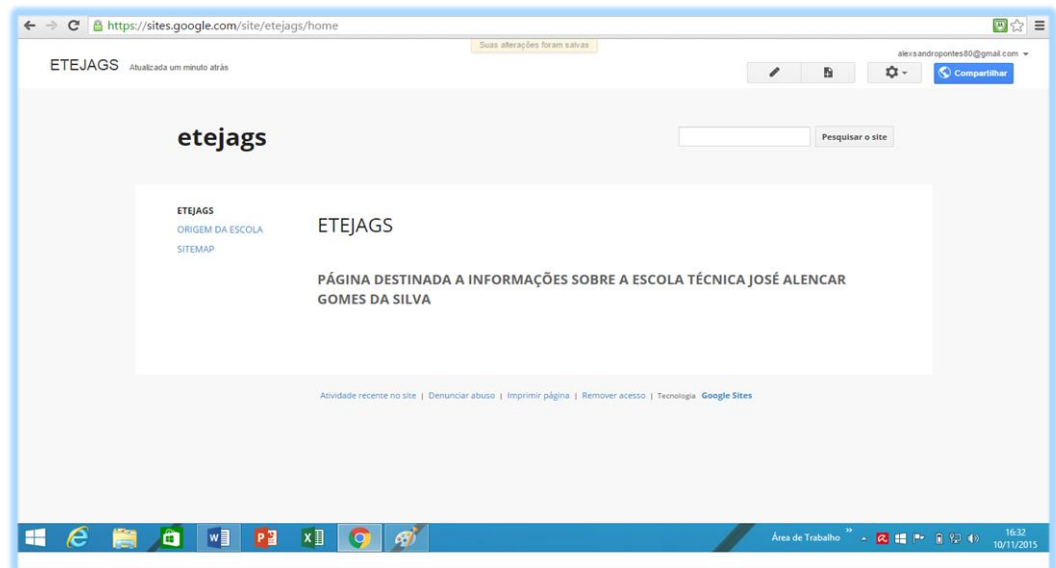 https://sites.google.com/site/etejags/home
Suas alterações foram salvas
alexsandropontes80@gmail.com
ETEJAGS Atualizada um minuto atrás
Compartilhar
etejags
Pesquisar o site
ETEJAGS
ORIGEM DA ESCOLA
SITEMAP
ETEJAGS
PÁGINA DESTINADA A INFORMAÇÕES SOBRE A ESCOLA TÉCNICA JOSÉ ALENCAR
GOMES DA SILVA
Atividade recente no site | Denunciar abuso | Imprimir página | Remover acesso | Tecnologia Google Sites
Área de Trabalho
16:32
10/11/2015